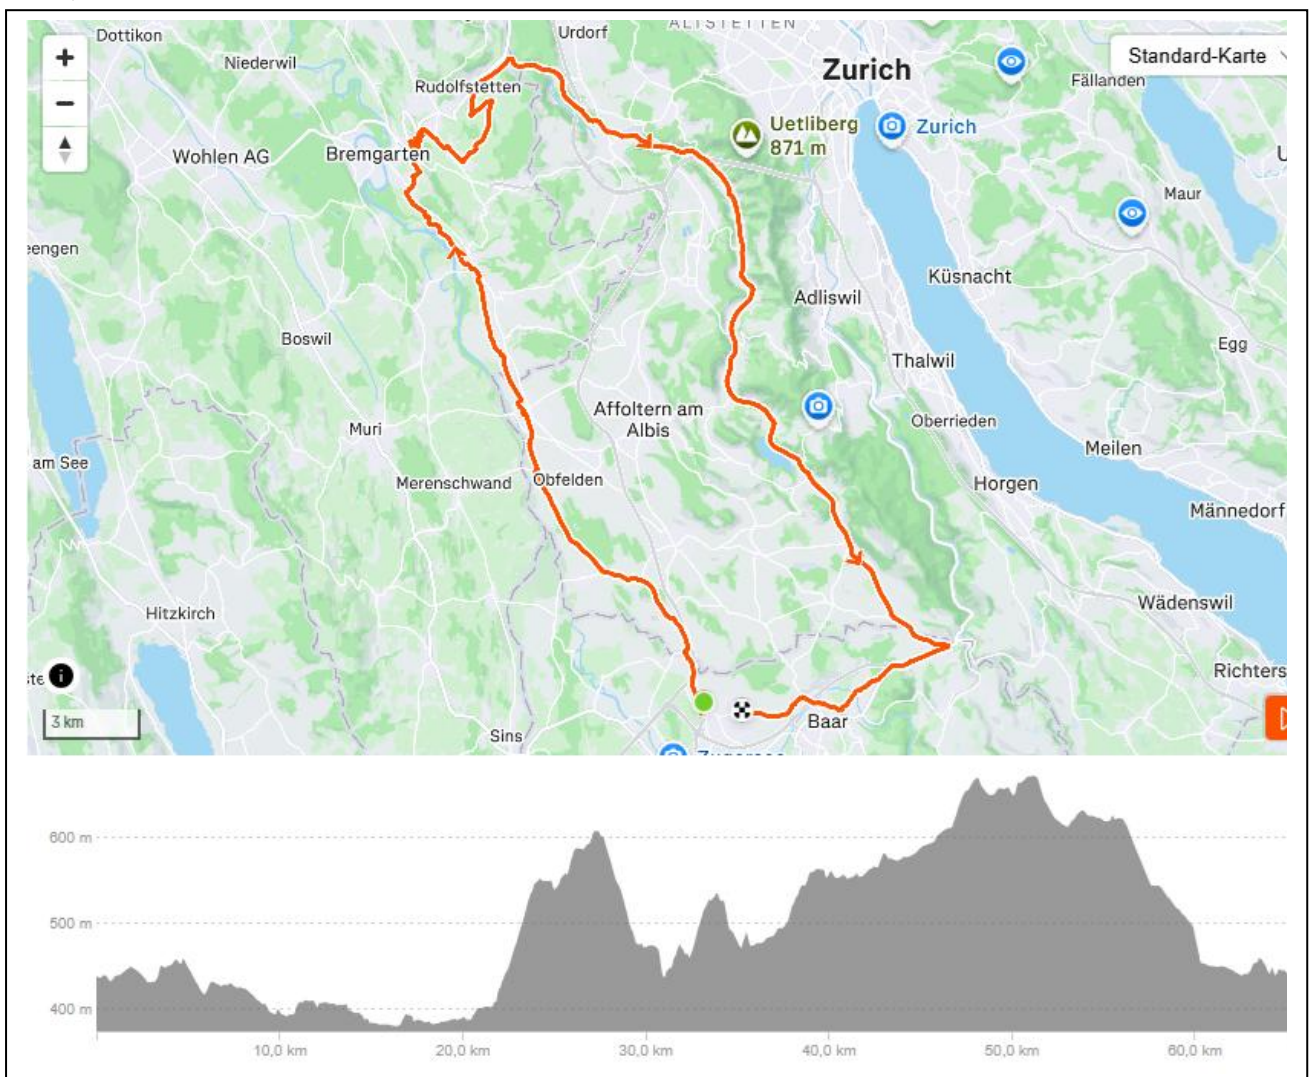 ALTSTETTEN
Dottikon
Urdorf
Niederwil
Zurich
Standard-Karte
Fällanden
Rudolfstetten
Uetliberg
871 m
Zurich
Wohlen AG
Bremgarten
Maur
eengen
Küsnacht
Adliswil
Boswil
Egg
Thalwil
Affoltern am
Albis
Oberrieden
Muri
Meilen
am See
Merenschwand
Obfelden
Horgen
Männedorf
Hitzkirch
Wädenswil
Richters
3 km
Sins
Baar
600 m
500 m
400 m
10,0 km
20,0 km
30,0 km
40,0 km
50,0 km
60,0 km